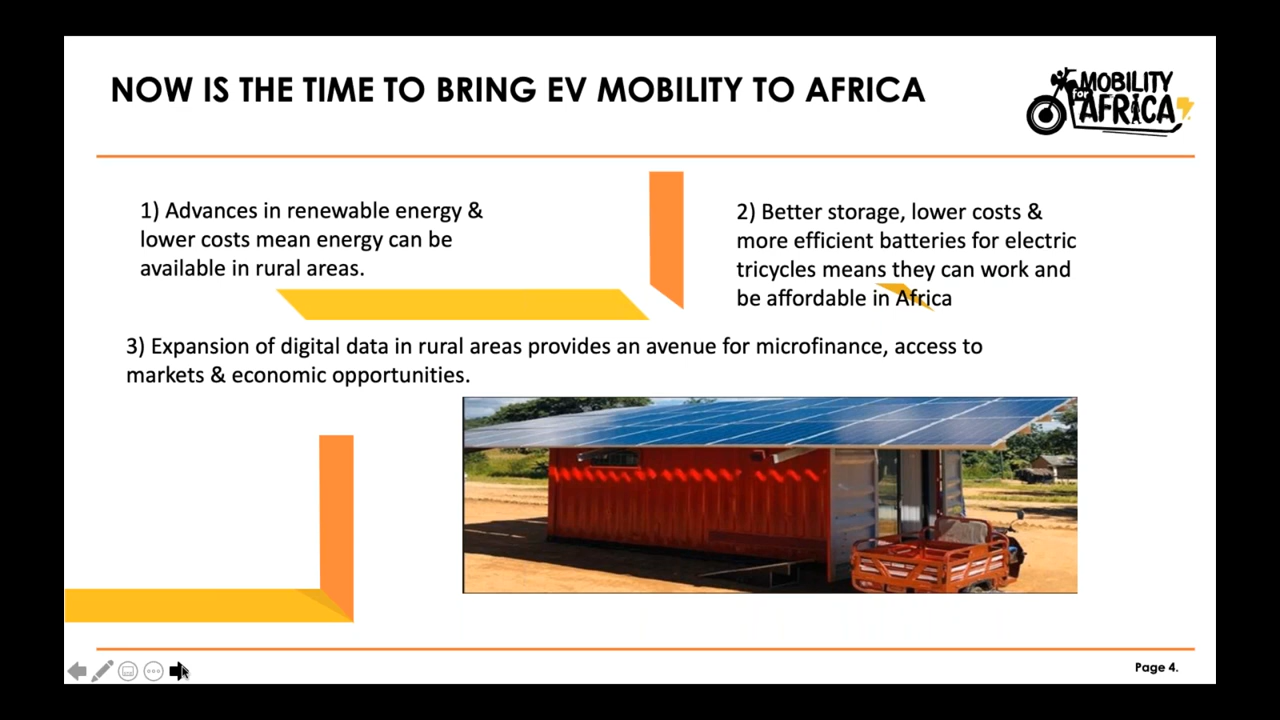 NOW IS THE TIME TO BRING EV MOBILITY TO AFRICA
MOBILITY
for
AFRICA
1) Advances in renewable energy &
lower costs mean energy can be
available in rural areas.
2) Better storage, lower costs &
more efficient batteries for electric
tricycles means they can work and
be affordable in Africa
3) Expansion of digital data in rural areas provides an avenue for microfinance, access to
markets & economic opportunities.
Page 4.